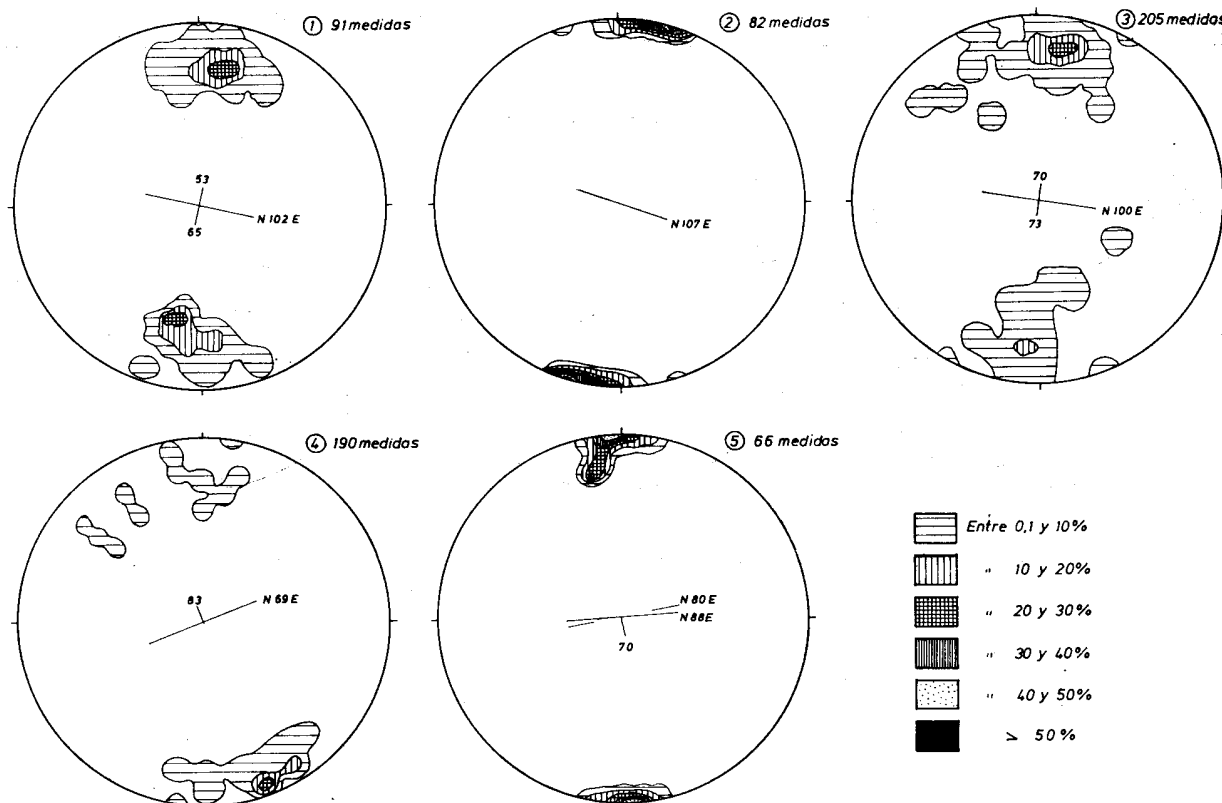 ① 91 medidas
53
N 102 E
65
② 82 medidas
N 107 E
③ 205 medidas
70
N 100 E
73
④ 190 medidas
83
N 69 E
⑤ 66 medidas
N 80 E
N 88 E
70
Entre 0,1 y 10%
" 10 y 20%
" 20 y 30%
" 30 y 40%
" 40 y 50%
≥ 50%